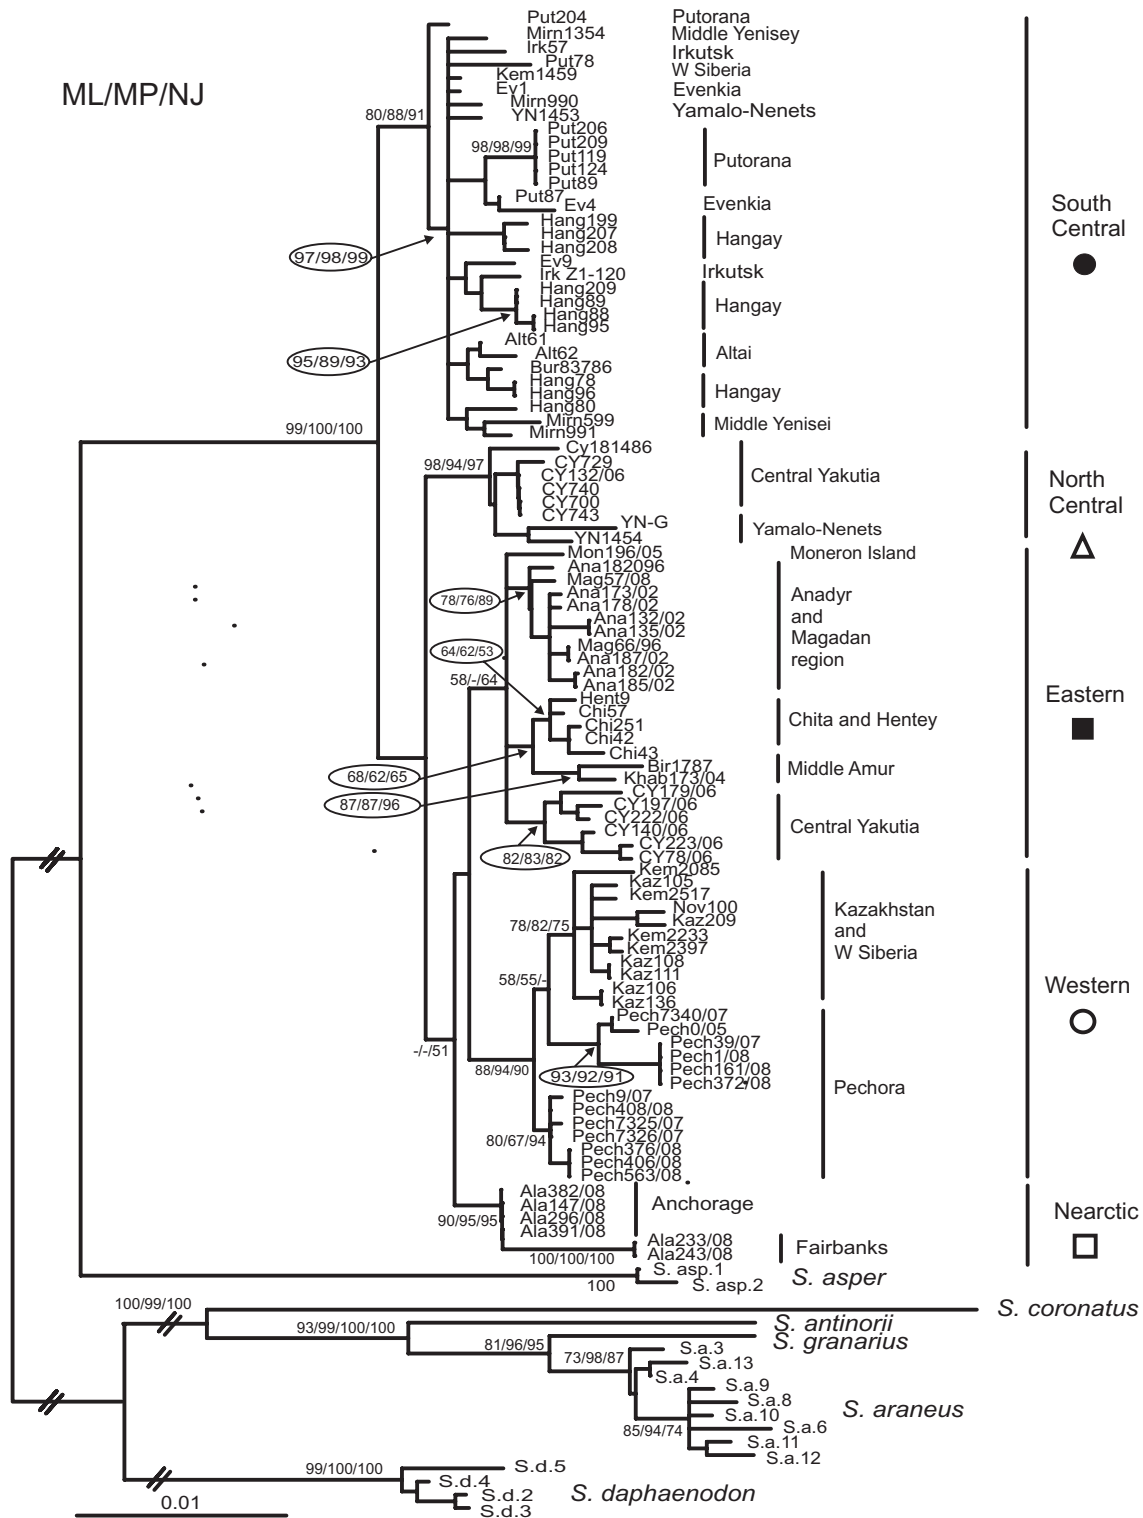 ML/MP/NJ
Put204
Mirn1354
Irk57
Put78
Kem1459
Ev1
Mirn990
YN1453
Putorana
Middle Yenisey
Irkutsk
W Siberia
Evenkia
Yamalo-Nenets
80/88/91
Put206
Put209
Put119
Put124
Put89
98/98/99
Putorana
Put87
Ev4
Evenkia
Hang199
Hang207
Hang208
Hangay
97/98/99
Ev9
Irk Z1-120
Irkutsk
Hang209
Hang89
Hang88
Hang95
Hangay
95/89/93
Alt61
Alt62
Altai
Bur83786
Hang78
Hang96
Hangay
Hang80
Mirn599
Mirn991
Middle Yenisei
South
Central
99/100/100
98/94/97
Cy181486
CY729
CY132/06
CY740
CY700
CY743
Central Yakutia
YN-G
YN1454
Yamalo-Nenets
North
Central
Mon196/05
Moneron Island
Ana182096
Mag57/08
Ana173/02
Ana178/02
Ana132/02
Ana135/02
Mag66/96
Ana187/02
Ana182/02
Ana185/02
78/76/89
Anadyr
and
Magadan
region
64/62/53
58/-/64
Hent9
Chi57
Chi251
Chi42
Chi43
Chita and Hentey
68/62/65
Bir1787
Khab173/04
Middle Amur
87/87/96
CY179/06
CY197/06
CY222/06
CY140/06
CY223/06
CY78/06
Central Yakutia
82/83/82
Eastern
Kem2085
Kaz105
Kem2517
Nov100
Kaz209
Kem2233
Kem2397
Kaz108
Kaz111
Kaz106
Kaz136
78/82/75
Kazakhstan
and
W Siberia
58/55/-
Pech7340/07
Pech0/05
Pech39/07
Pech1/08
Pech161/08
Pech372/08
93/92/91
-/-/51
88/94/90
Pech9/07
Pech408/08
Pech7325/07
Pech7326/07
Pech376/08
Pech406/08
Pech563/08
80/67/94
Pechora
Western
Ala382/08
Ala147/08
Ala296/08
Ala391/08
90/95/95
Anchorage
Ala233/08
Ala243/08
100/100/100
Fairbanks
Nearctic
S. asp.1
S. asp.2
100
S. asper
100/99/100
S. coronatus
93/99/100/100
S. antinorii
S. granarius
81/96/95
73/98/87
S.a.3
S.a.13
S.a.4
S.a.9
S.a.8
S.a.10
S.a.6
S.a.11
S.a.12
85/94/74
S. araneus
99/100/100
S.d.5
S.d.4
S.d.2
S.d.3
S. daphaenodon
0.01